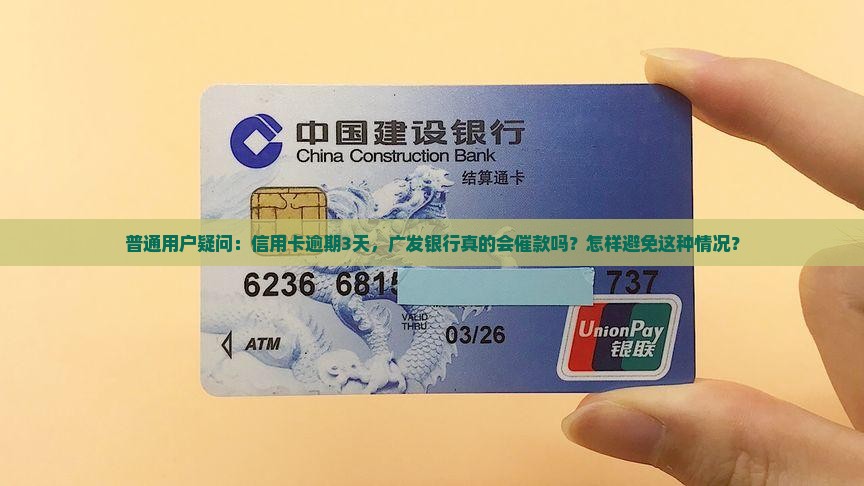 中国建设银行
China Construction Bank
结算通卡
普通用户疑问：信用卡逾期3天，广发银行真的会催款吗？怎样避免这种情况？
6236 6815 737
VALID
THRU 03/26
ATM
UnionPay
银联